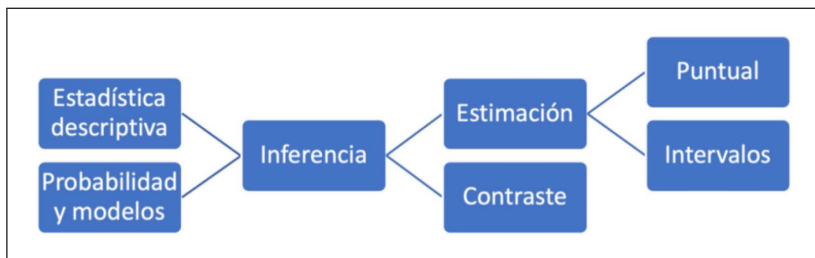 Estadística
descriptiva
Probabilidad
y modelos
Inferencia
Estimación
Contraste
Puntual
Intervalos